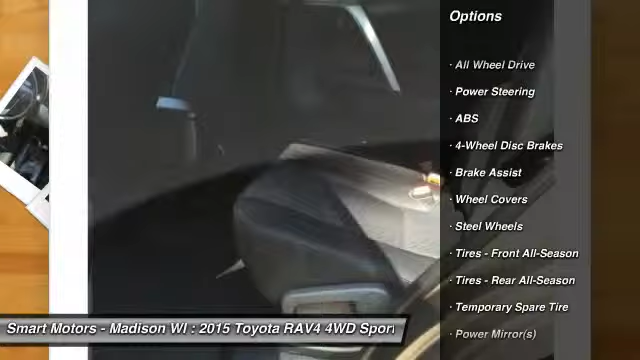 Options
· All Wheel Drive
· Power Steering
· ABS
· 4-Wheel Disc Brakes
· Brake Assist
· Wheel Covers
· Steel Wheels
· Tires - Front All-Season
· Tires - Rear All-Season
· Temporary Spare Tire
· Power Mirror(s)
Smart Motors - Madison WI : 2015 Toyota RAV4 4WD Spor